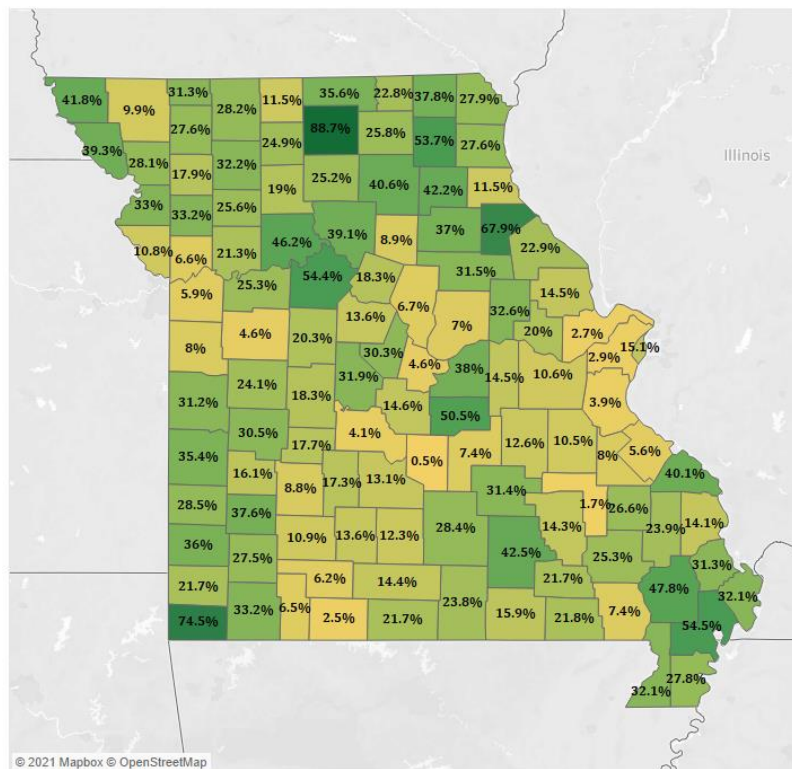 35.6% 22.8% 37.8% 27.9%
41.8% 9.9% 31.3% 28.2% 11.5%
88.7% 25.8% 53.7% 27.6%
39.3% 28.1% 27.6% 24.9%
Illinois
17.9% 32.2% 19% 25.2% 40.6% 42.2% 11.5%
33% 33.2% 25.6%
46.2% 39.1% 8.9% 37% 67.9% 22.9%
10.8% 6.6% 21.3%
54.4% 18.3% 31.5%
5.9% 25.3% 6.7% 7% 32.6% 14.5%
8% 4.6% 20.3% 13.6% 20% 2.7% 15.1%
30.3% 4.6% 38% 14.5% 10.6% 2.9%
31.2% 24.1% 18.3% 31.9% 14.6% 50.5% 3.9%
35.4% 30.5% 17.7% 4.1% 0.5% 7.4% 12.6% 10.5% 8% 5.6%
16.1% 8.8% 17.3% 13.1% 31.4% 40.1%
28.5% 37.6% 1.7% 26.6% 23.9% 14.1%
36% 27.5% 10.9% 13.6% 12.3% 28.4% 42.5% 14.3% 25.3% 31.3%
21.7% 6.2% 14.4% 21.7% 47.8% 32.1%
74.5% 33.2% 6.5% 2.5% 21.7% 23.8% 15.9% 21.8% 7.4% 54.5%
32.1% 27.8%
© 2021 Mapbox © OpenStreetMap